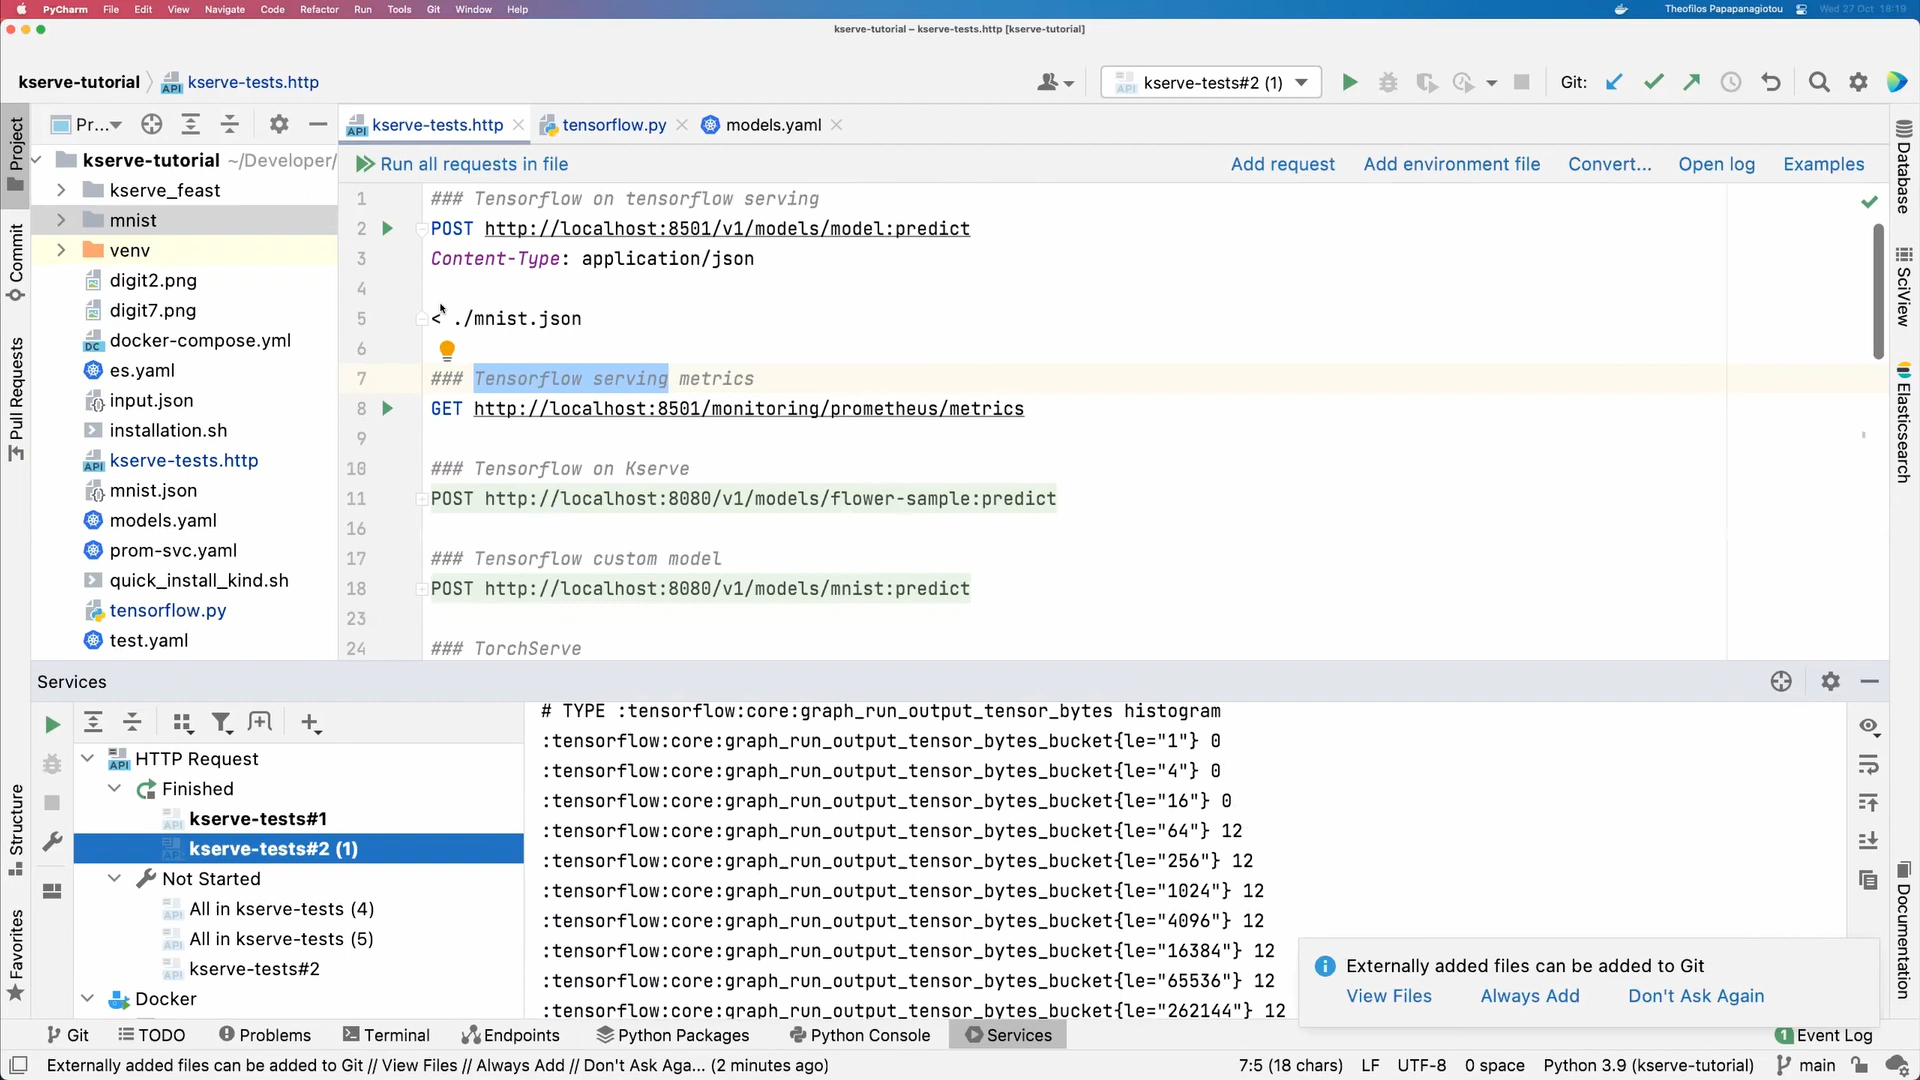 PyCharm File Edit View Navigate Code Refactor Run Tools Git Window Help Theofilos Papapanagiotou Wed 27 Oct 18:19
kserve-tutorial – kserve-tests.http [kserve-tutorial]
kserve-tutorial kserve-tests.http kserve-tests#2 (1) Git:
Pr... kserve-tests.http tensorflow.py models.yaml
Run all requests in file Add request Add environment file Convert... Open log Examples
Project
Commit
Pull Requests
Structure
Favorites
kserve-tutorial ~/Developer/
kserve_feast
mnist
venv
digit2.png
digit7.png
docker-compose.yml
es.yaml
input.json
installation.sh
kserve-tests.http
mnist.json
models.yaml
prom-svc.yaml
quick_install_kind.sh
tensorflow.py
test.yaml
1 ### Tensorflow on tensorflow serving
2 POST http://localhost:8501/v1/models/model:predict
3 Content-Type: application/json
4
5 < ./mnist.json
6
7 ### Tensorflow serving metrics
8 GET http://localhost:8501/monitoring/prometheus/metrics
9
10 ### Tensorflow on Kserve
11 POST http://localhost:8080/v1/models/flower-sample:predict
16
17 ### Tensorflow custom model
18 POST http://localhost:8080/v1/models/mnist:predict
23
24 ### TorchServe
Database
SciView
Elasticsearch
Documentation
Services
HTTP Request
Finished
kserve-tests#1
kserve-tests#2 (1)
Not Started
All in kserve-tests (4)
All in kserve-tests (5)
kserve-tests#2
Docker
# TYPE :tensorflow:core:graph_run_output_tensor_bytes histogram
:tensorflow:core:graph_run_output_tensor_bytes_bucket{le="1"} 0
:tensorflow:core:graph_run_output_tensor_bytes_bucket{le="4"} 0
:tensorflow:core:graph_run_output_tensor_bytes_bucket{le="16"} 0
:tensorflow:core:graph_run_output_tensor_bytes_bucket{le="64"} 12
:tensorflow:core:graph_run_output_tensor_bytes_bucket{le="256"} 12
:tensorflow:core:graph_run_output_tensor_bytes_bucket{le="1024"} 12
:tensorflow:core:graph_run_output_tensor_bytes_bucket{le="4096"} 12
:tensorflow:core:graph_run_output_tensor_bytes_bucket{le="16384"} 12
:tensorflow:core:graph_run_output_tensor_bytes_bucket{le="65536"} 12
:tensorflow:core:graph_run_output_tensor_bytes_bucket{le="262144"} 12
Externally added files can be added to Git
View Files Always Add Don't Ask Again
Git TODO Problems Terminal Endpoints Python Packages Python Console Services 1 Event Log
Externally added files can be added to Git // View Files // Always Add // Don't Ask Aga... (2 minutes ago) 7:5 (18 chars) LF UTF-8 0 space Python 3.9 (kserve-tutorial) main